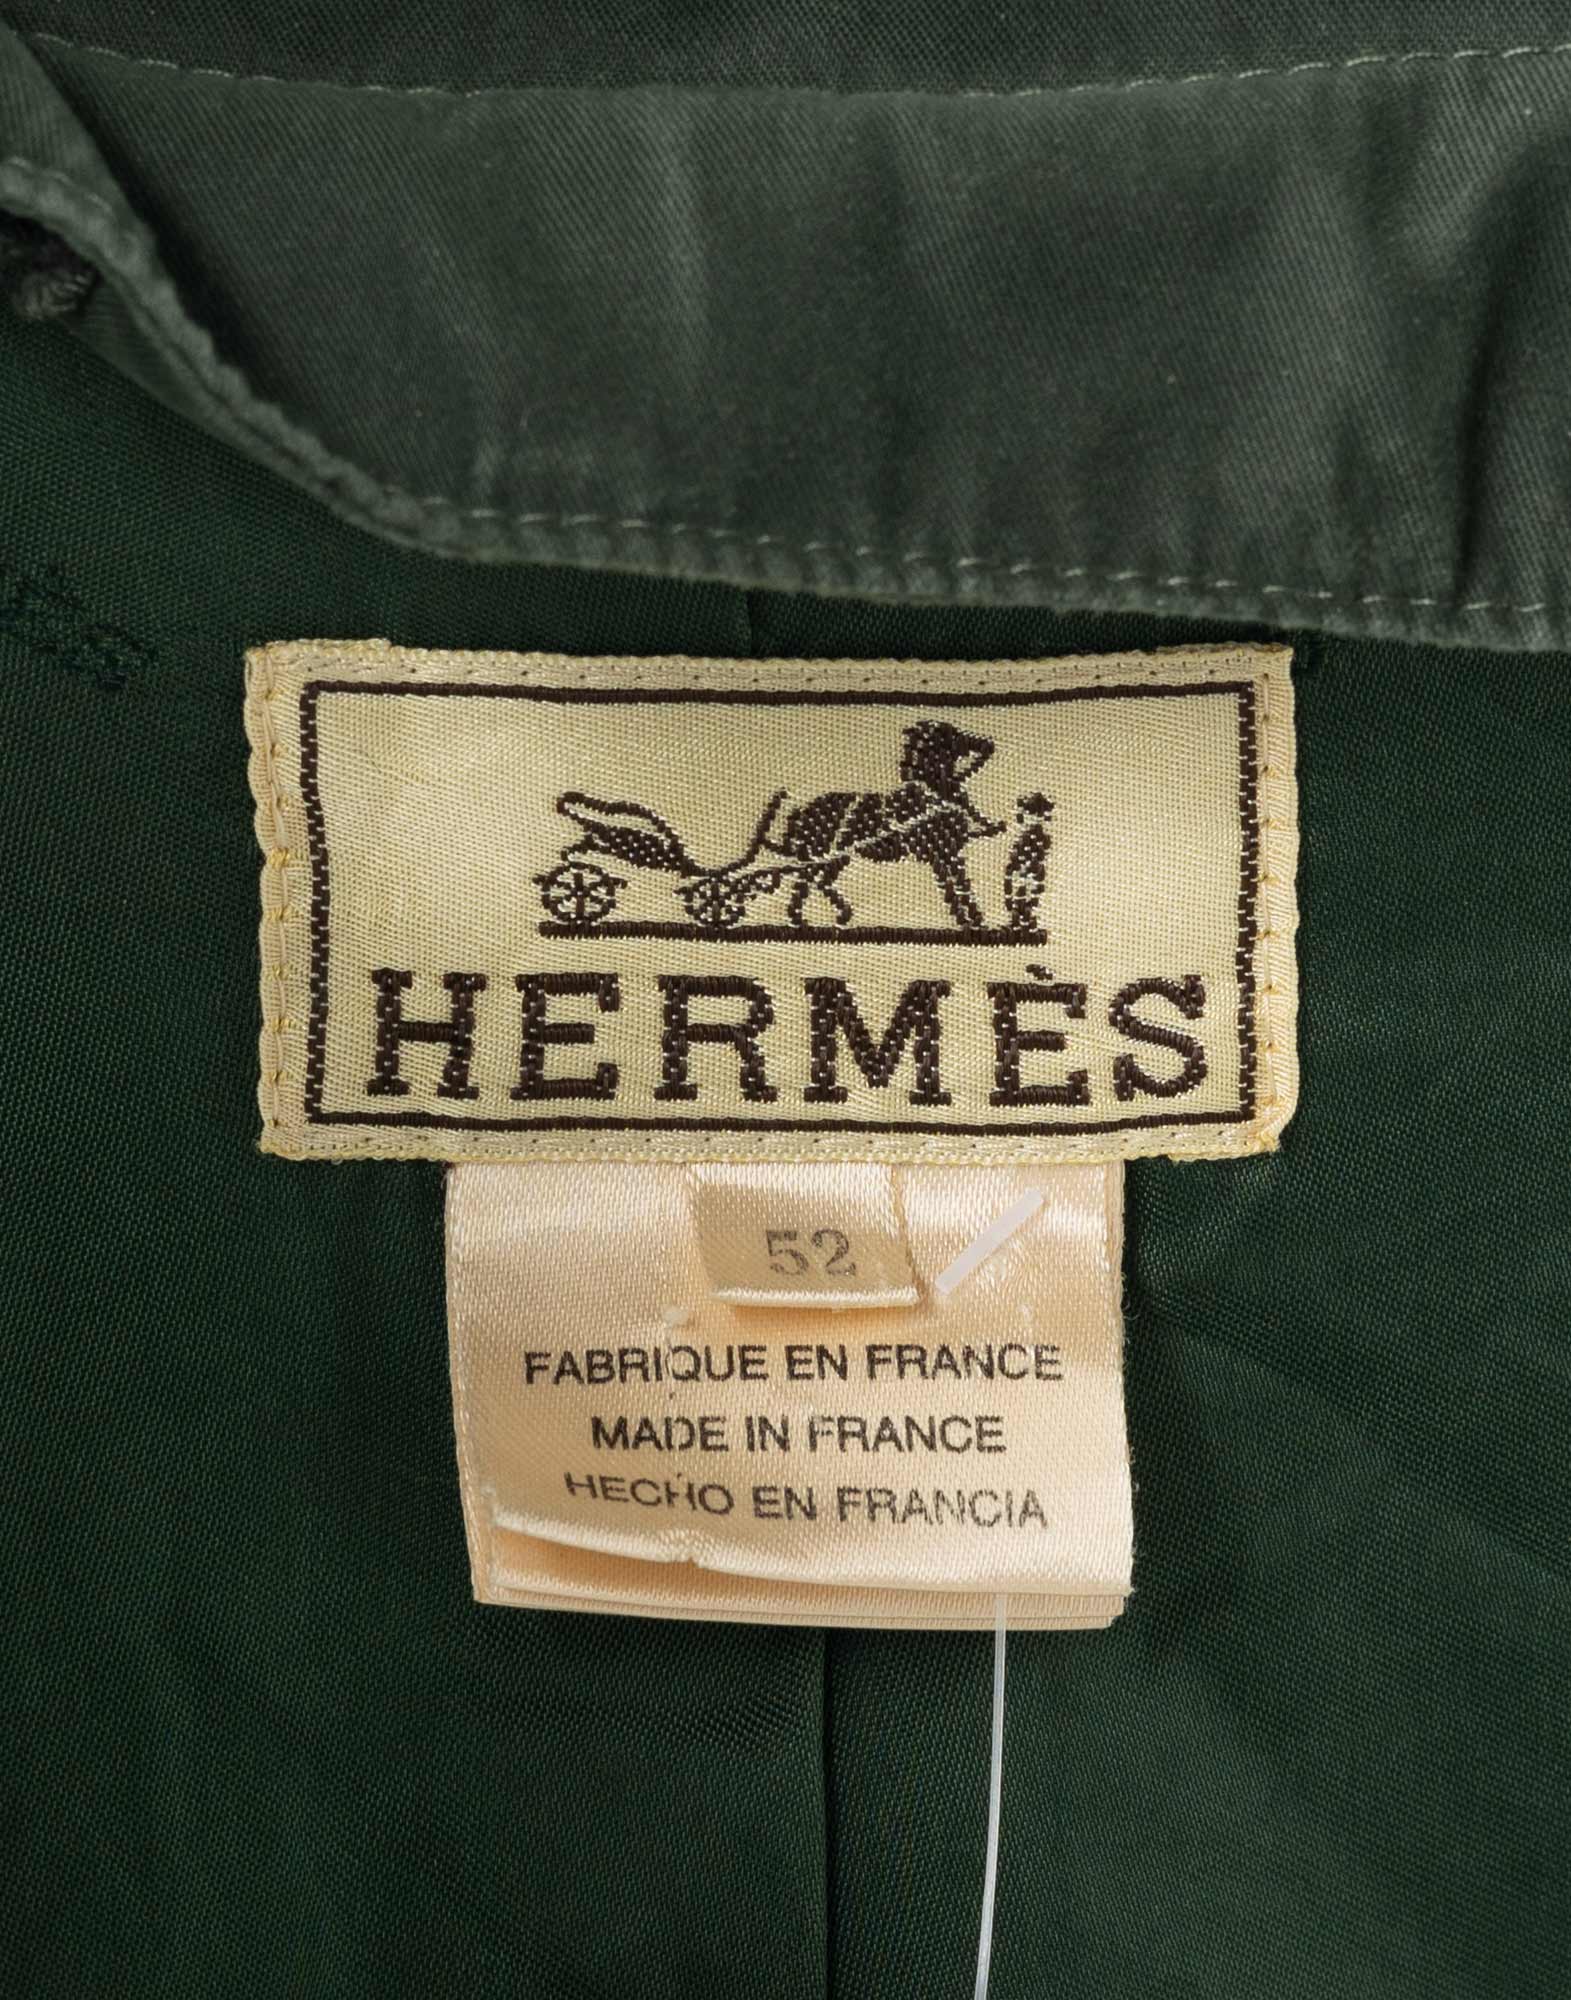 HERMÈS
52
FABRIQUE EN FRANCE
MADE IN FRANCE
HECHO EN FRANCIA